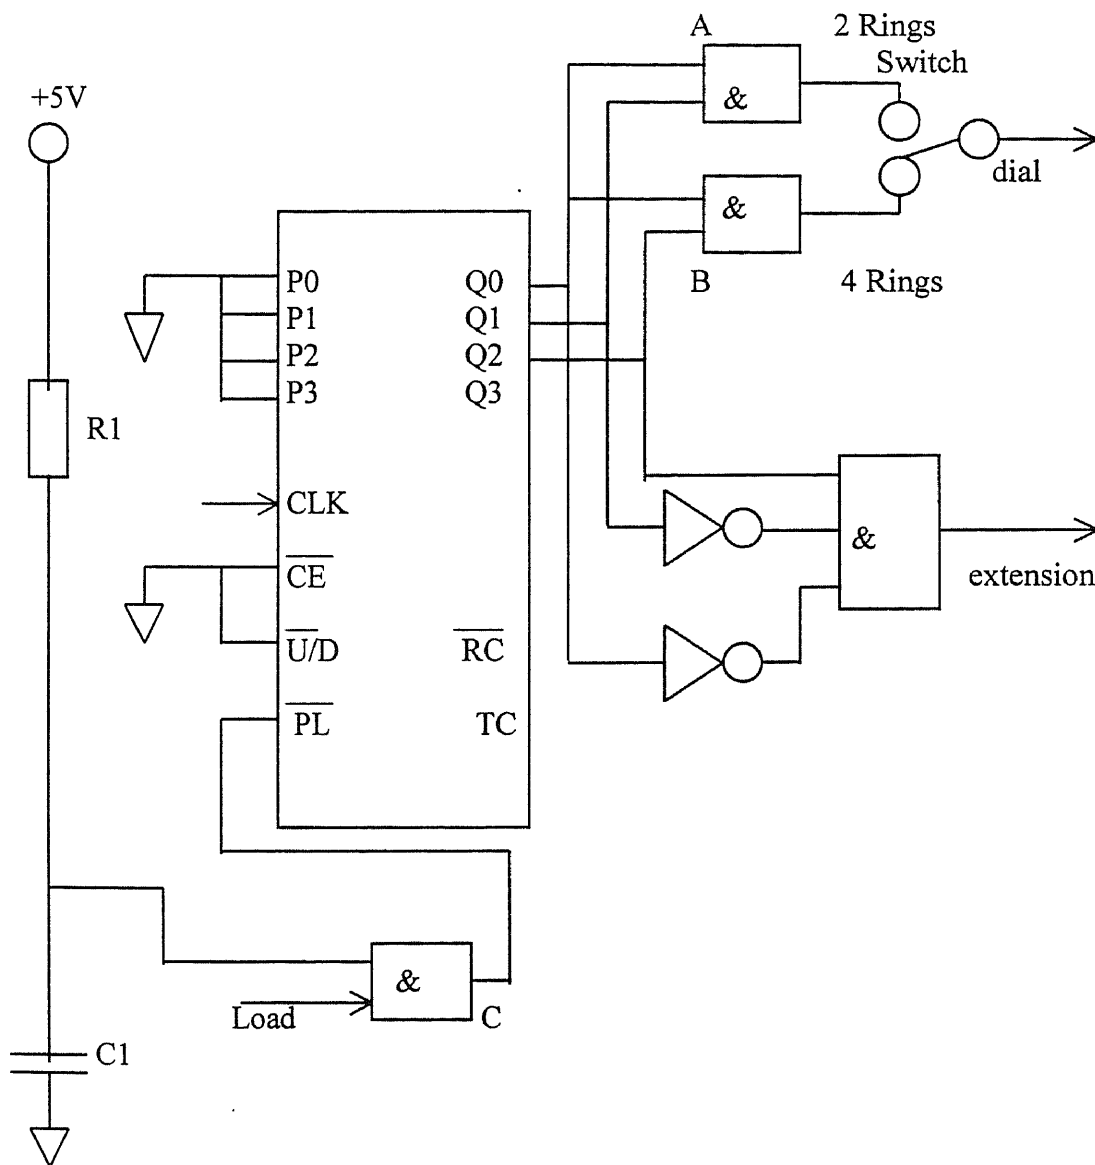 A
2 Rings
Switch
+5V
&
dial
&
P0
Q0
B
4 Rings
P1
Q1
P2
Q2
P3
Q3
R1
CLK
&
CE
extension
U/D
RC
PL
TC
&
Load
C
C1